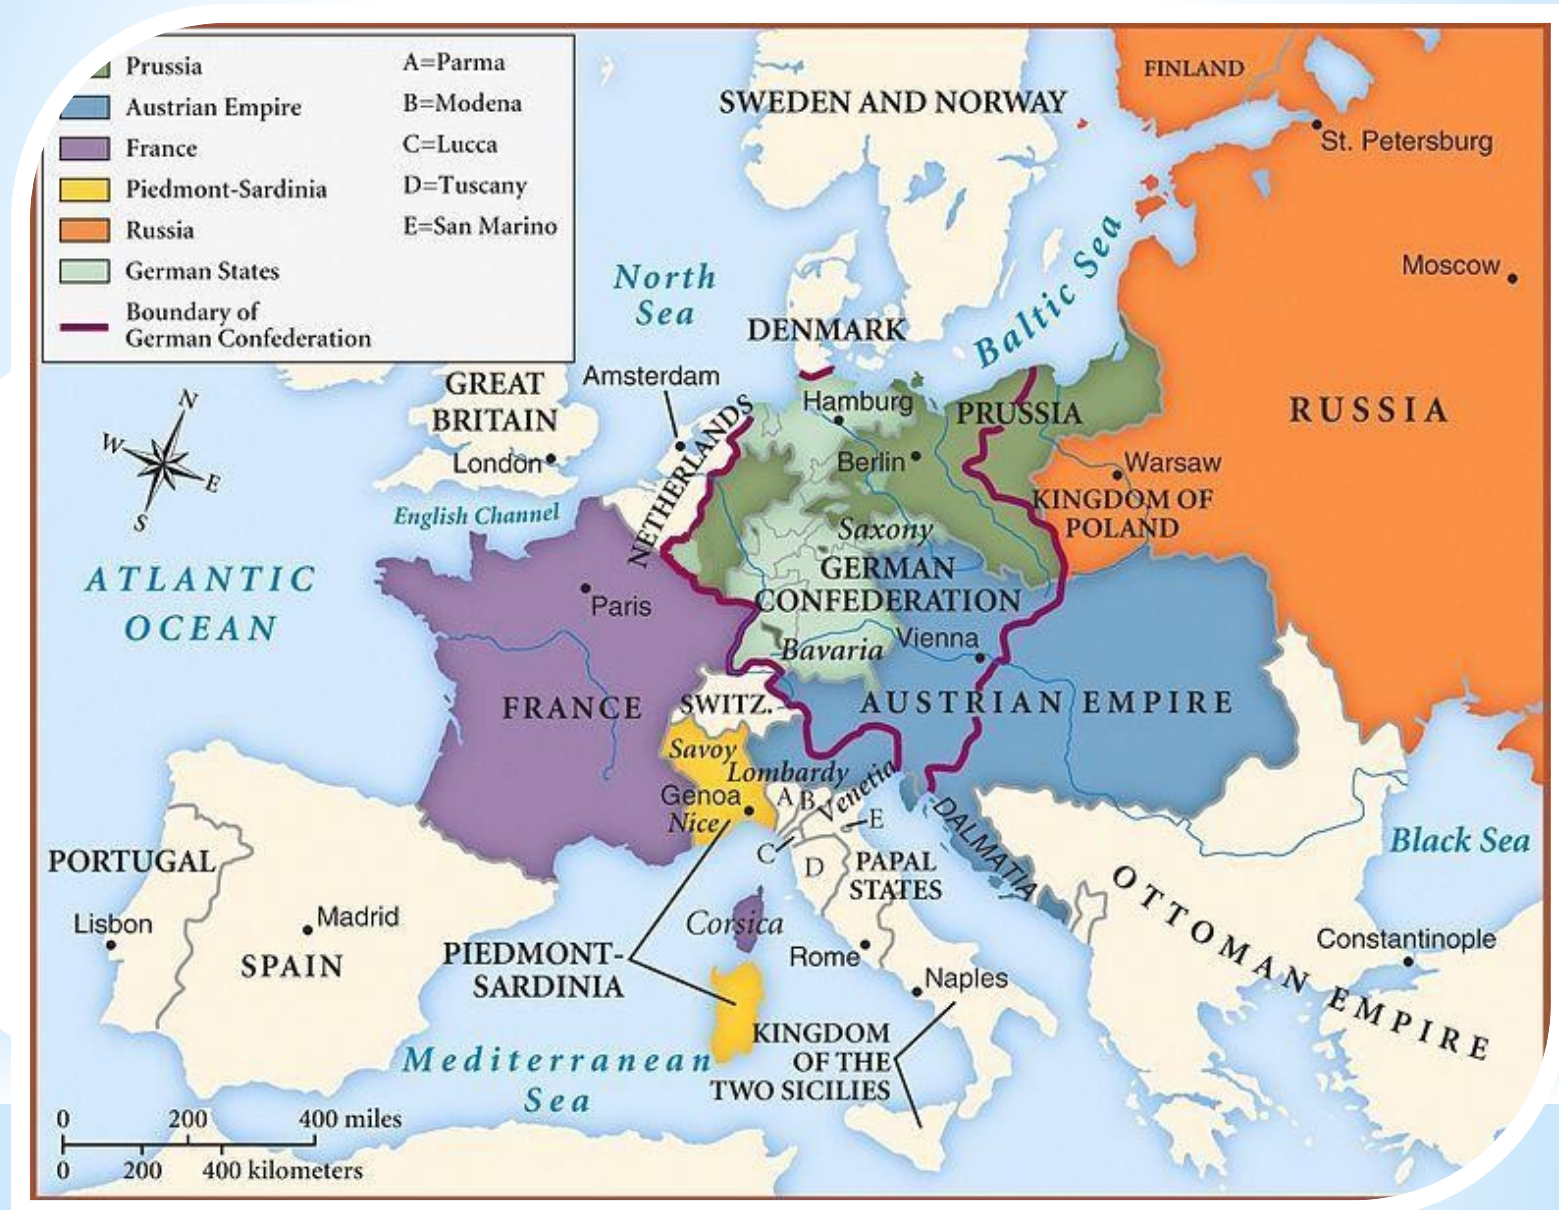 Prussia
Austrian Empire
France
Piedmont-Sardinia
Russia
German States
Boundary of
German Confederation
A=Parma
B=Modena
C=Lucca
D=Tuscany
E=San Marino
FINLAND
SWEDEN AND NORWAY
St. Petersburg
Moscow
North
Sea
Baltic Sea
DENMARK
GREAT
BRITAIN
Amsterdam
Hamburg
PRUSSIA
RUSSIA
N
W
E
S
London
NETHERLANDS
Berlin
Warsaw
KINGDOM OF
POLAND
English Channel
Saxony
ATLANTIC
OCEAN
GERMAN
CONFEDERATION
Paris
Bavaria
Vienna
FRANCE
SWITZ.
AUSTRIAN EMPIRE
Savoy
Lombardy
Venetia
Genoa
Nice
A
B
E
C
D
DALMATIA
Black Sea
PORTUGAL
PAPAL
STATES
OTTOMAN EMPIRE
Lisbon
Madrid
SPAIN
Corsica
PIEDMONT-
SARDINIA
Rome
Naples
Constantinople
KINGDOM
OF THE
TWO SICILIES
Mediterranean
Sea
0 200 400 miles
0 200 400 kilometers